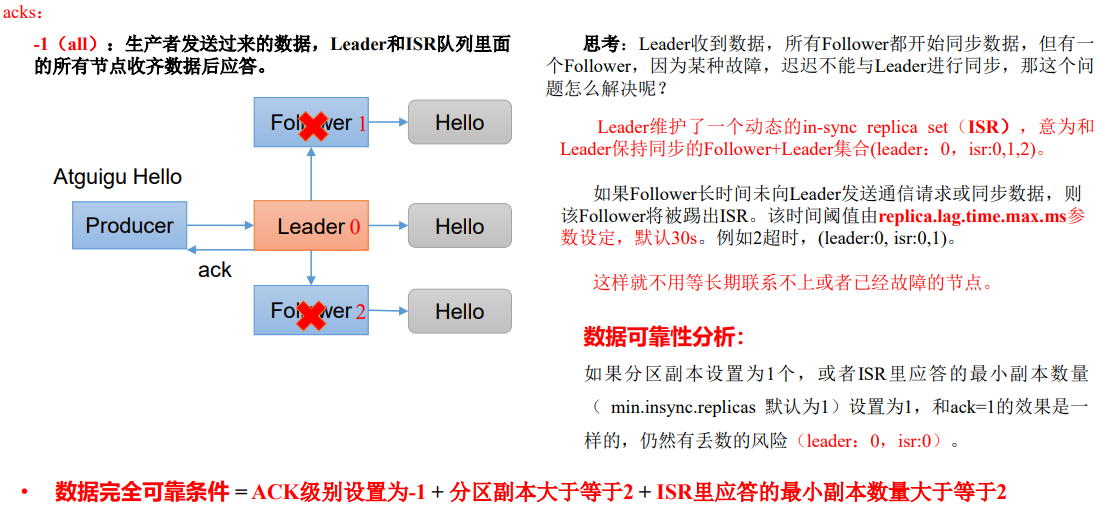 acks：
-1（all）：生产者发送过来的数据，Leader和ISR队列里面
的所有节点收齐数据后应答。
Follower 1
Hello
Atguigu Hello
Producer
Leader 0
Hello
ack
Follower 2
Hello
思考：Leader收到数据，所有Follower都开始同步数据，但有一
个Follower，因为某种故障，迟迟不能与Leader进行同步，那这个问
题怎么解决呢？
Leader维护了一个动态的in-sync replica set（ISR），意为和
Leader保持同步的Follower+Leader集合(leader：0，isr:0,1,2)。
如果Follower长时间未向Leader发送通信请求或同步数据，则
该Follower将被踢出ISR。该时间阈值由replica.lag.time.max.ms参
数设定，默认30s。例如2超时，(leader:0, isr:0,1)。
这样就不用等长期联系不上或者已经故障的节点。
数据可靠性分析：
如果分区副本设置为1个，或者ISR里应答的最小副本数量
（ min.insync.replicas 默认为1）设置为1，和ack=1的效果是一
样的，仍然有丢数的风险（leader：0，isr:0）。
• 数据完全可靠条件 = ACK级别设置为-1 + 分区副本大于等于2 + ISR里应答的最小副本数量大于等于2